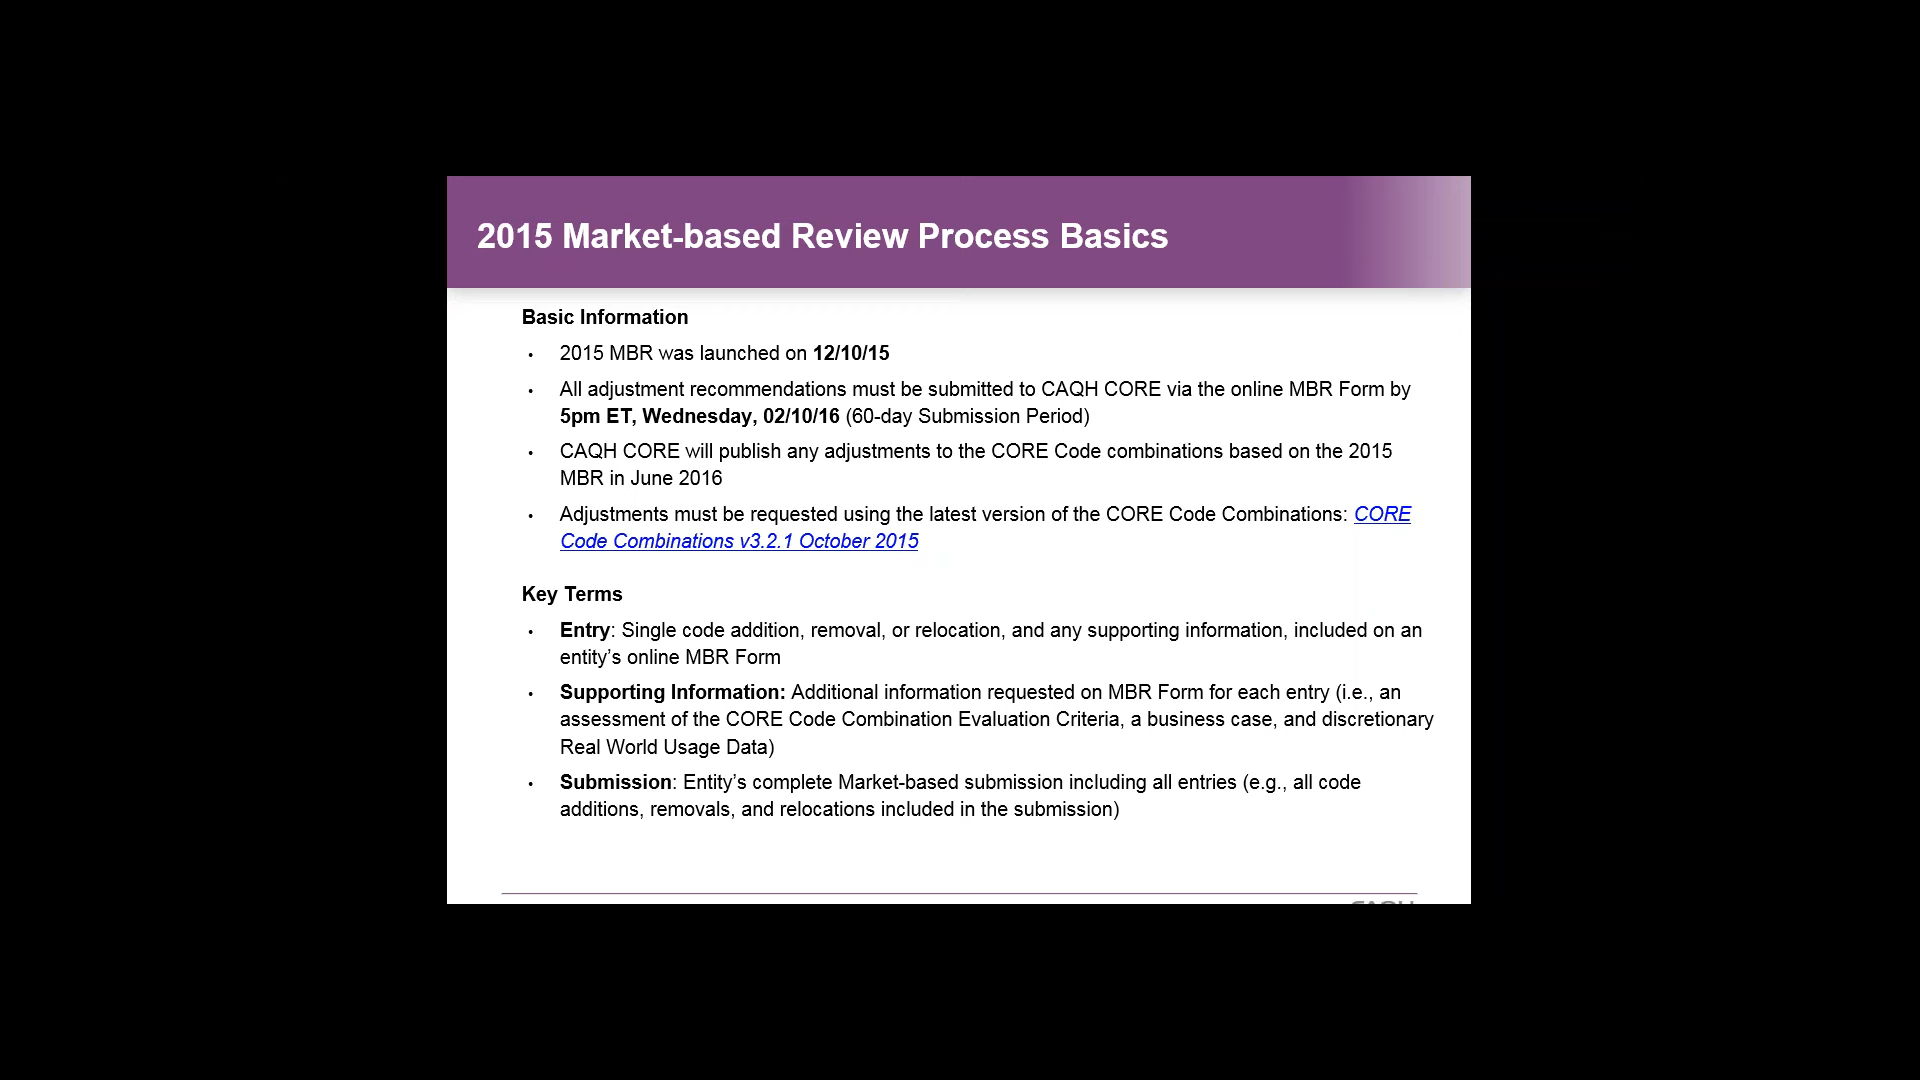 2015 Market-based Review Process Basics
Basic Information
• 2015 MBR was launched on 12/10/15
• All adjustment recommendations must be submitted to CAQH CORE via the online MBR Form by
5pm ET, Wednesday, 02/10/16 (60-day Submission Period)
• CAQH CORE will publish any adjustments to the CORE Code combinations based on the 2015
MBR in June 2016
• Adjustments must be requested using the latest version of the CORE Code Combinations: CORE
Code Combinations v3.2.1 October 2015
Key Terms
• Entry: Single code addition, removal, or relocation, and any supporting information, included on an
entity’s online MBR Form
• Supporting Information: Additional information requested on MBR Form for each entry (i.e., an
assessment of the CORE Code Combination Evaluation Criteria, a business case, and discretionary
Real World Usage Data)
• Submission: Entity’s complete Market-based submission including all entries (e.g., all code
additions, removals, and relocations included in the submission)